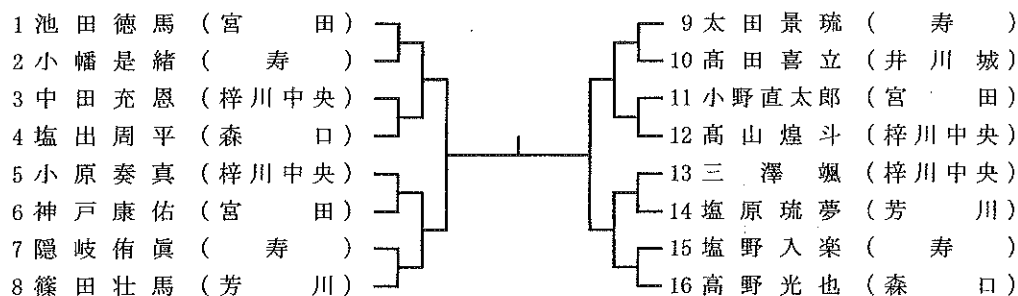 1 池田徳馬 (宮田)
2 小幡是緒 (寿)
3 中田充恩 (梓川中央)
4 塩出周平 (森口)
5 小原奏真 (梓川中央)
6 神戸康佑 (宮田)
7 隠岐侑眞 (寿)
8 篠田壮馬 (芳川)
9 太田景琉 (寿)
10 髙田喜立 (井川城)
11 小野直太郎 (宮田)
12 髙山煌斗 (梓川中央)
13 三澤颯 (梓川中央)
14 塩原琉夢 (芳川)
15 塩野入楽 (寿)
16 高野光也 (森口)